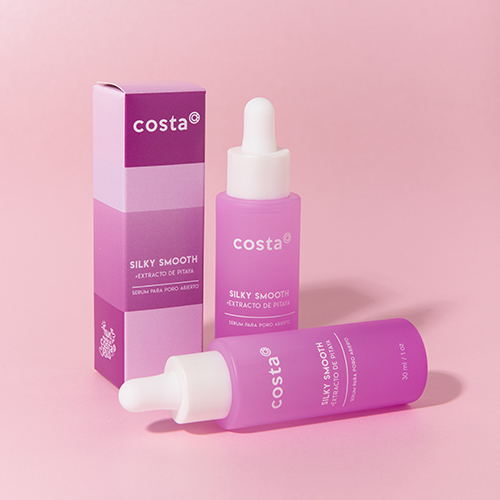 costa
SILKY SMOOTH
+EXTRACTO DE PITAYA
SERUM PARA PORO ABIERTO
costa
SILKY SMOOTH
+EXTRACTO DE PITAYA
SERUM PARA PORO ABIERTO
costa
SILKY SMOOTH
+EXTRACTO DE PITAYA
SERUM PARA PORO ABIERTO
30 ml / 1 oz